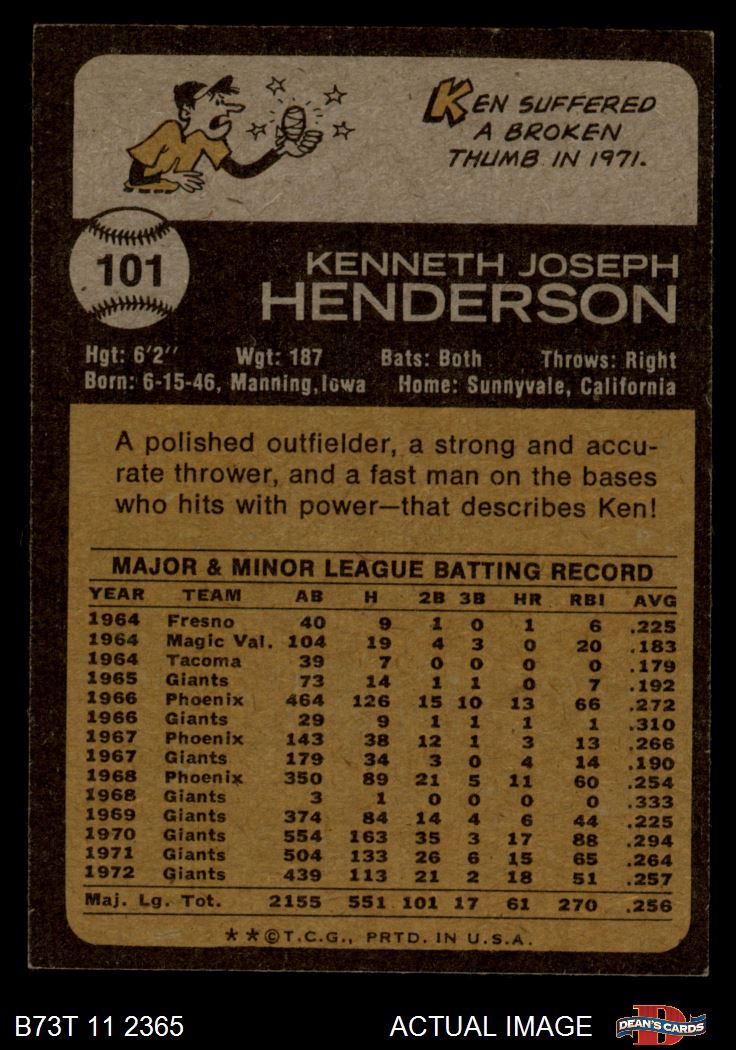 KEN SUFFERED
A BROKEN
THUMB IN 1971.
101
KENNETH JOSEPH
HENDERSON
Hgt: 6'2'' Wgt: 187 Bats: Both Throws: Right
Born: 6-15-46, Manning, Iowa Home: Sunnyvale, California
A polished outfielder, a strong and accu-
rate thrower, and a fast man on the bases
who hits with power—that describes Ken!
MAJOR & MINOR LEAGUE BATTING RECORD
YEAR TEAM AB H 2B 3B HR RBI AVG
1964 Fresno 40 9 1 0 1 6 .225
1964 Magic Val. 104 19 4 3 0 20 .183
1964 Tacoma 39 7 0 0 0 0 .179
1965 Giants 73 14 1 1 0 7 .192
1966 Phoenix 464 126 15 10 13 66 .272
1966 Giants 29 9 1 1 1 1 .310
1967 Phoenix 143 38 12 1 3 13 .266
1967 Giants 179 34 3 0 4 14 .190
1968 Phoenix 350 89 21 5 11 60 .254
1968 Giants 3 1 0 0 0 0 .333
1969 Giants 374 84 14 4 6 44 .225
1970 Giants 554 163 35 3 17 88 .294
1971 Giants 504 133 26 6 15 65 .264
1972 Giants 439 113 21 2 18 51 .257
Maj. Lg. Tot. 2155 551 101 17 61 270 .256
**©T.C.G., PRTD. IN U.S.A.
B73T 11 2365 ACTUAL IMAGE D DEAN'S CARDS